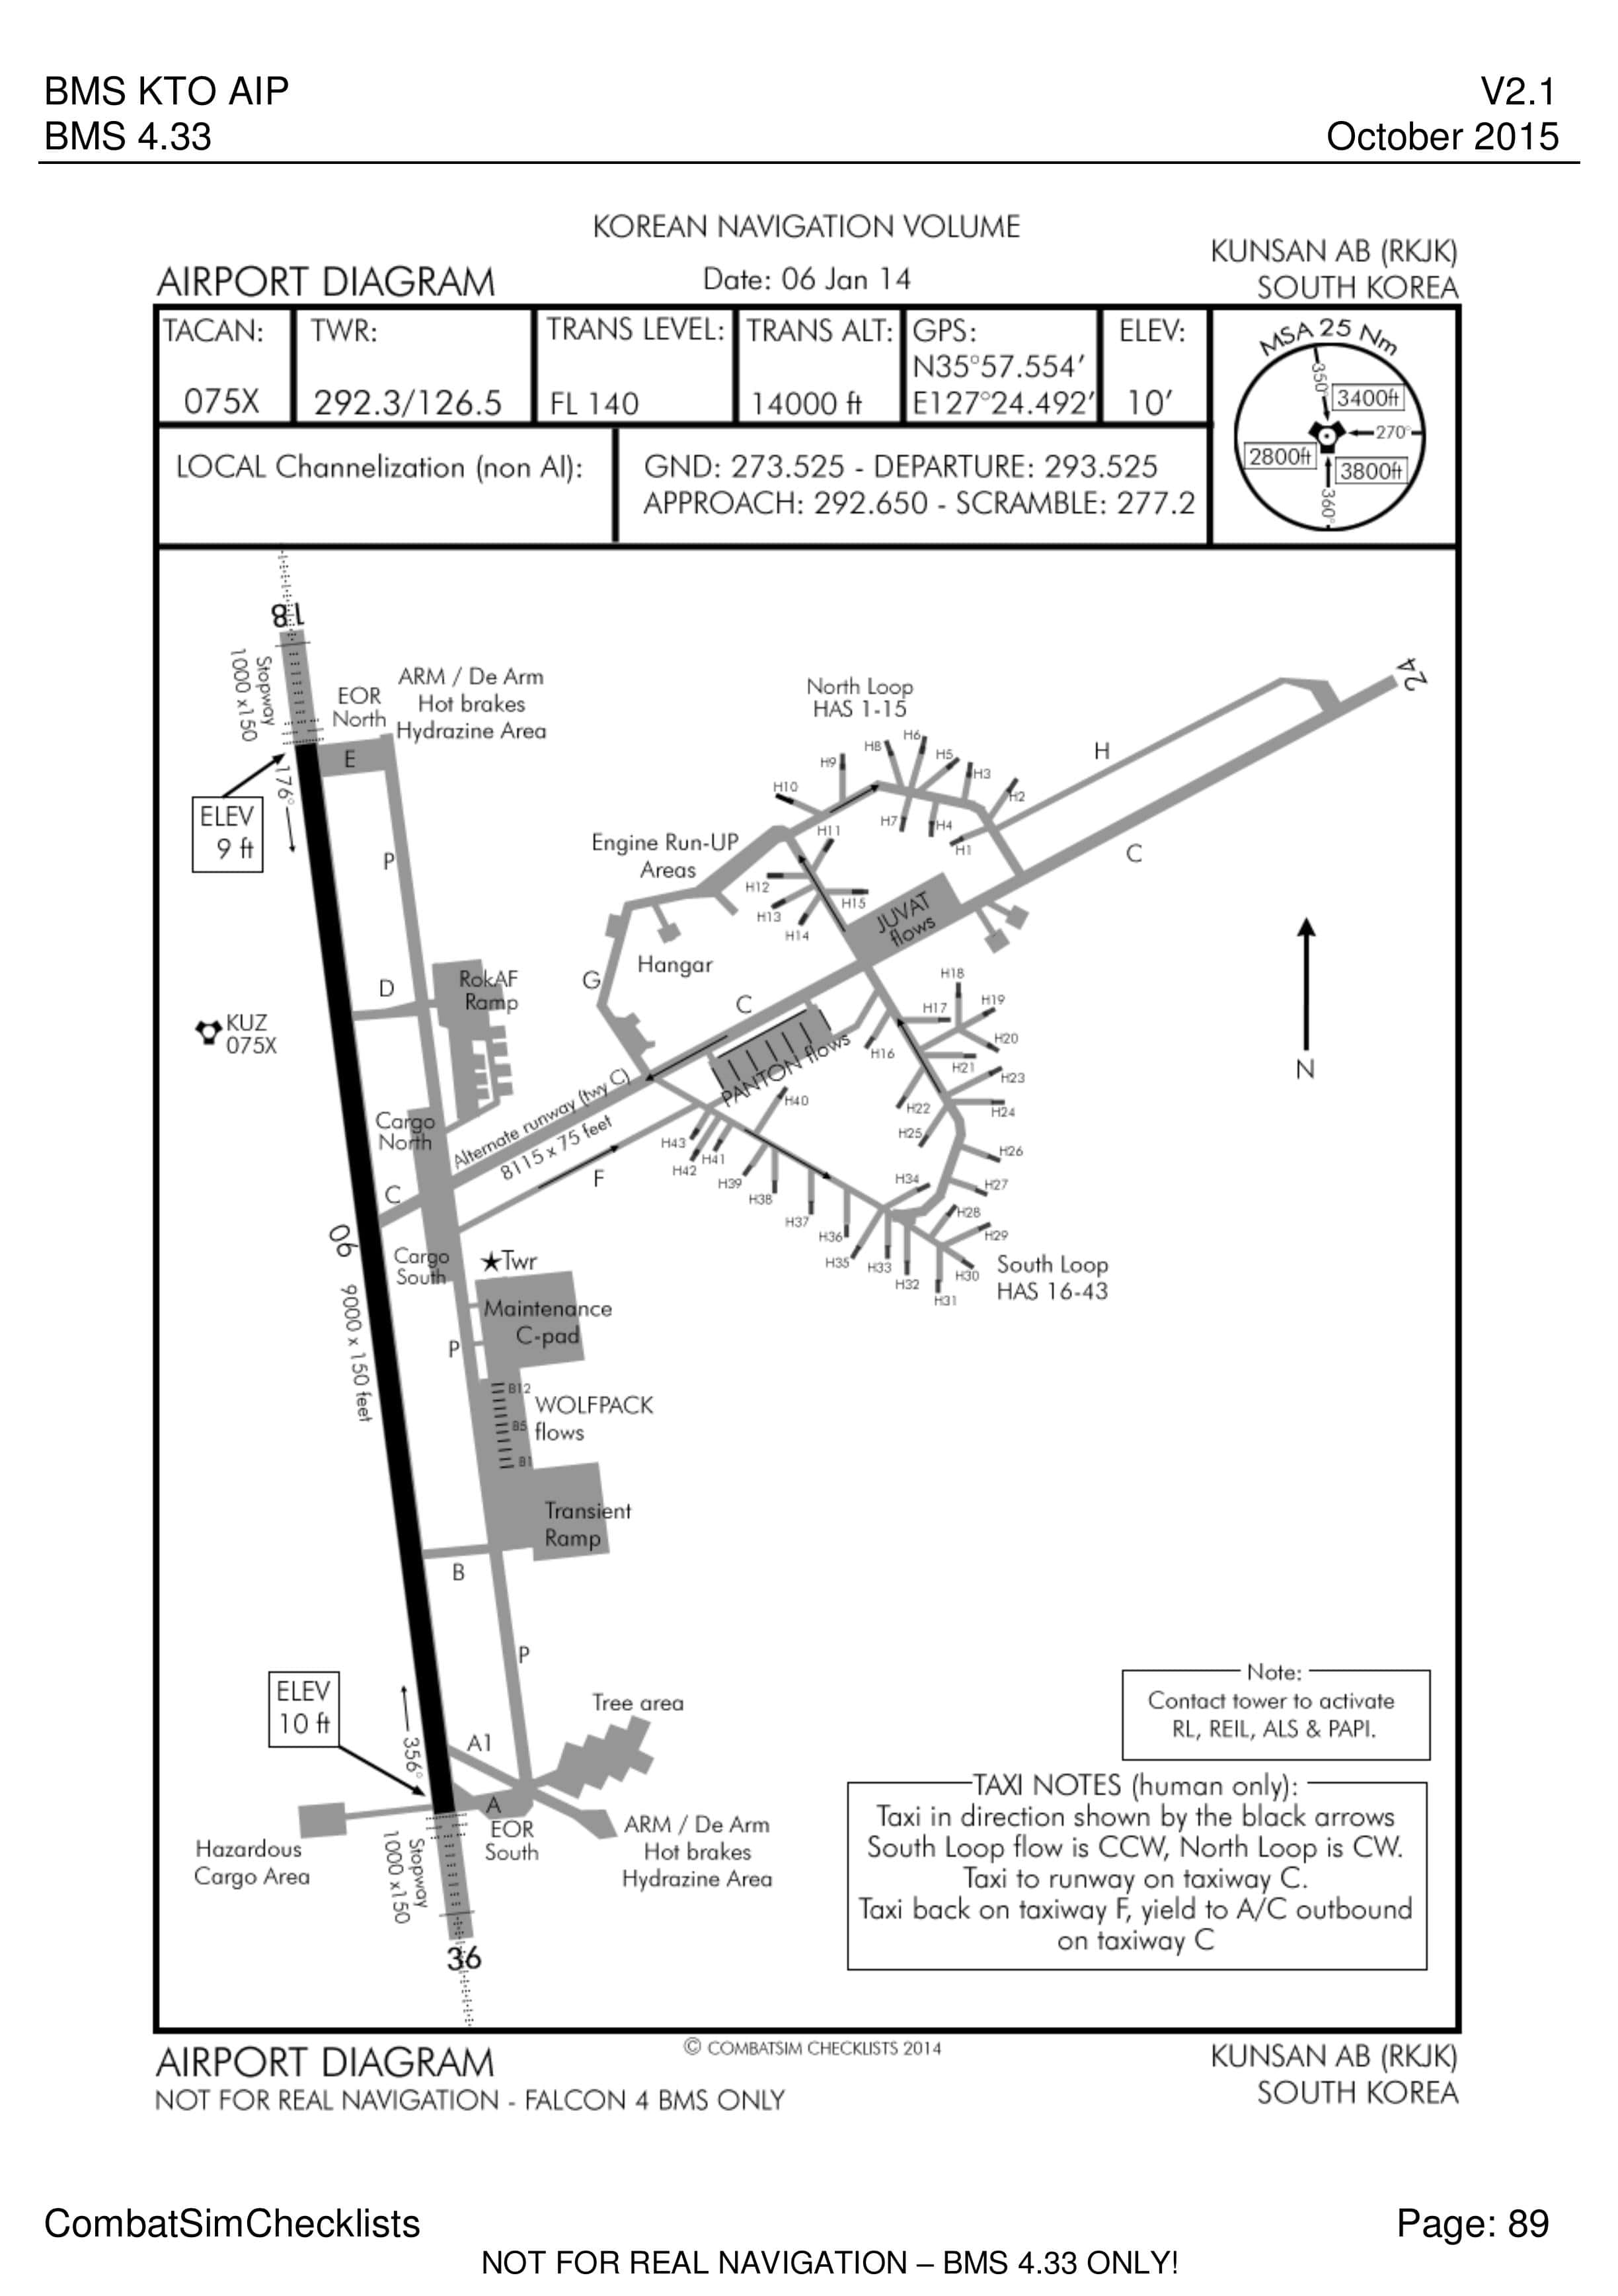 BMS KTO AIP
V2.1
BMS 4.33
October 2015
KOREAN NAVIGATION VOLUME
AIRPORT DIAGRAM
Date: 06 Jan 14
KUNSAN AB (RKJK)
SOUTH KOREA
TACAN:
075X
TWR:
292.3/126.5
TRANS LEVEL:
FL 140
TRANS ALT:
14000 ft
GPS:
N35°57.554'
E127°24.492'
ELEV:
10'
MSA 25 Nm
350°
3400ft
270°
2800ft
3800ft
360°
LOCAL Channelization (non AI):
GND: 273.525 - DEPARTURE: 293.525
APPROACH: 292.650 - SCRAMBLE: 277.2
18
Stopway
1000 x150
EOR
North
ARM / De Arm
Hot brakes
Hydrazine Area
E
176°
ELEV
9 ft
P
North Loop
HAS 1-15
24
H
C
H6
H8
H5
H9
H3
H10
H2
H7
H4
H11
H1
Engine Run-UP
Areas
H12
H15
H13
H14
JUVAT
flows
Hangar
G
C
D
RokAF
Ramp
KUZ
075X
H18
H17
H19
H16
H20
H21
H23
H22
H24
H25
H26
H27
H34
H28
H29
H30
H31
H32
H33
H35
H36
H37
H38
H39
H40
H41
H42
H43
PANTON flows
N
Cargo
North
Alternate runway (twy C)
8115 x 75 feet
F
C
06
9000 x 150 feet
Cargo
South
Twr
Maintenance
C-pad
P
South Loop
HAS 16-43
B12
B5
B1
WOLFPACK
flows
Transient
Ramp
B
P
ELEV
10 ft
356°
A1
Tree area
A
EOR
South
Hazardous
Cargo Area
Stopway
1000 x150
ARM / De Arm
Hot brakes
Hydrazine Area
36
Note:
Contact tower to activate
RL, REIL, ALS & PAPI.
TAXI NOTES (human only):
Taxi in direction shown by the black arrows
South Loop flow is CCW, North Loop is CW.
Taxi to runway on taxiway C.
Taxi back on taxiway F, yield to A/C outbound
on taxiway C
AIRPORT DIAGRAM
© COMBATSIM CHECKLISTS 2014
KUNSAN AB (RKJK)
NOT FOR REAL NAVIGATION - FALCON 4 BMS ONLY
SOUTH KOREA
CombatSimChecklists
Page: 89
NOT FOR REAL NAVIGATION – BMS 4.33 ONLY!